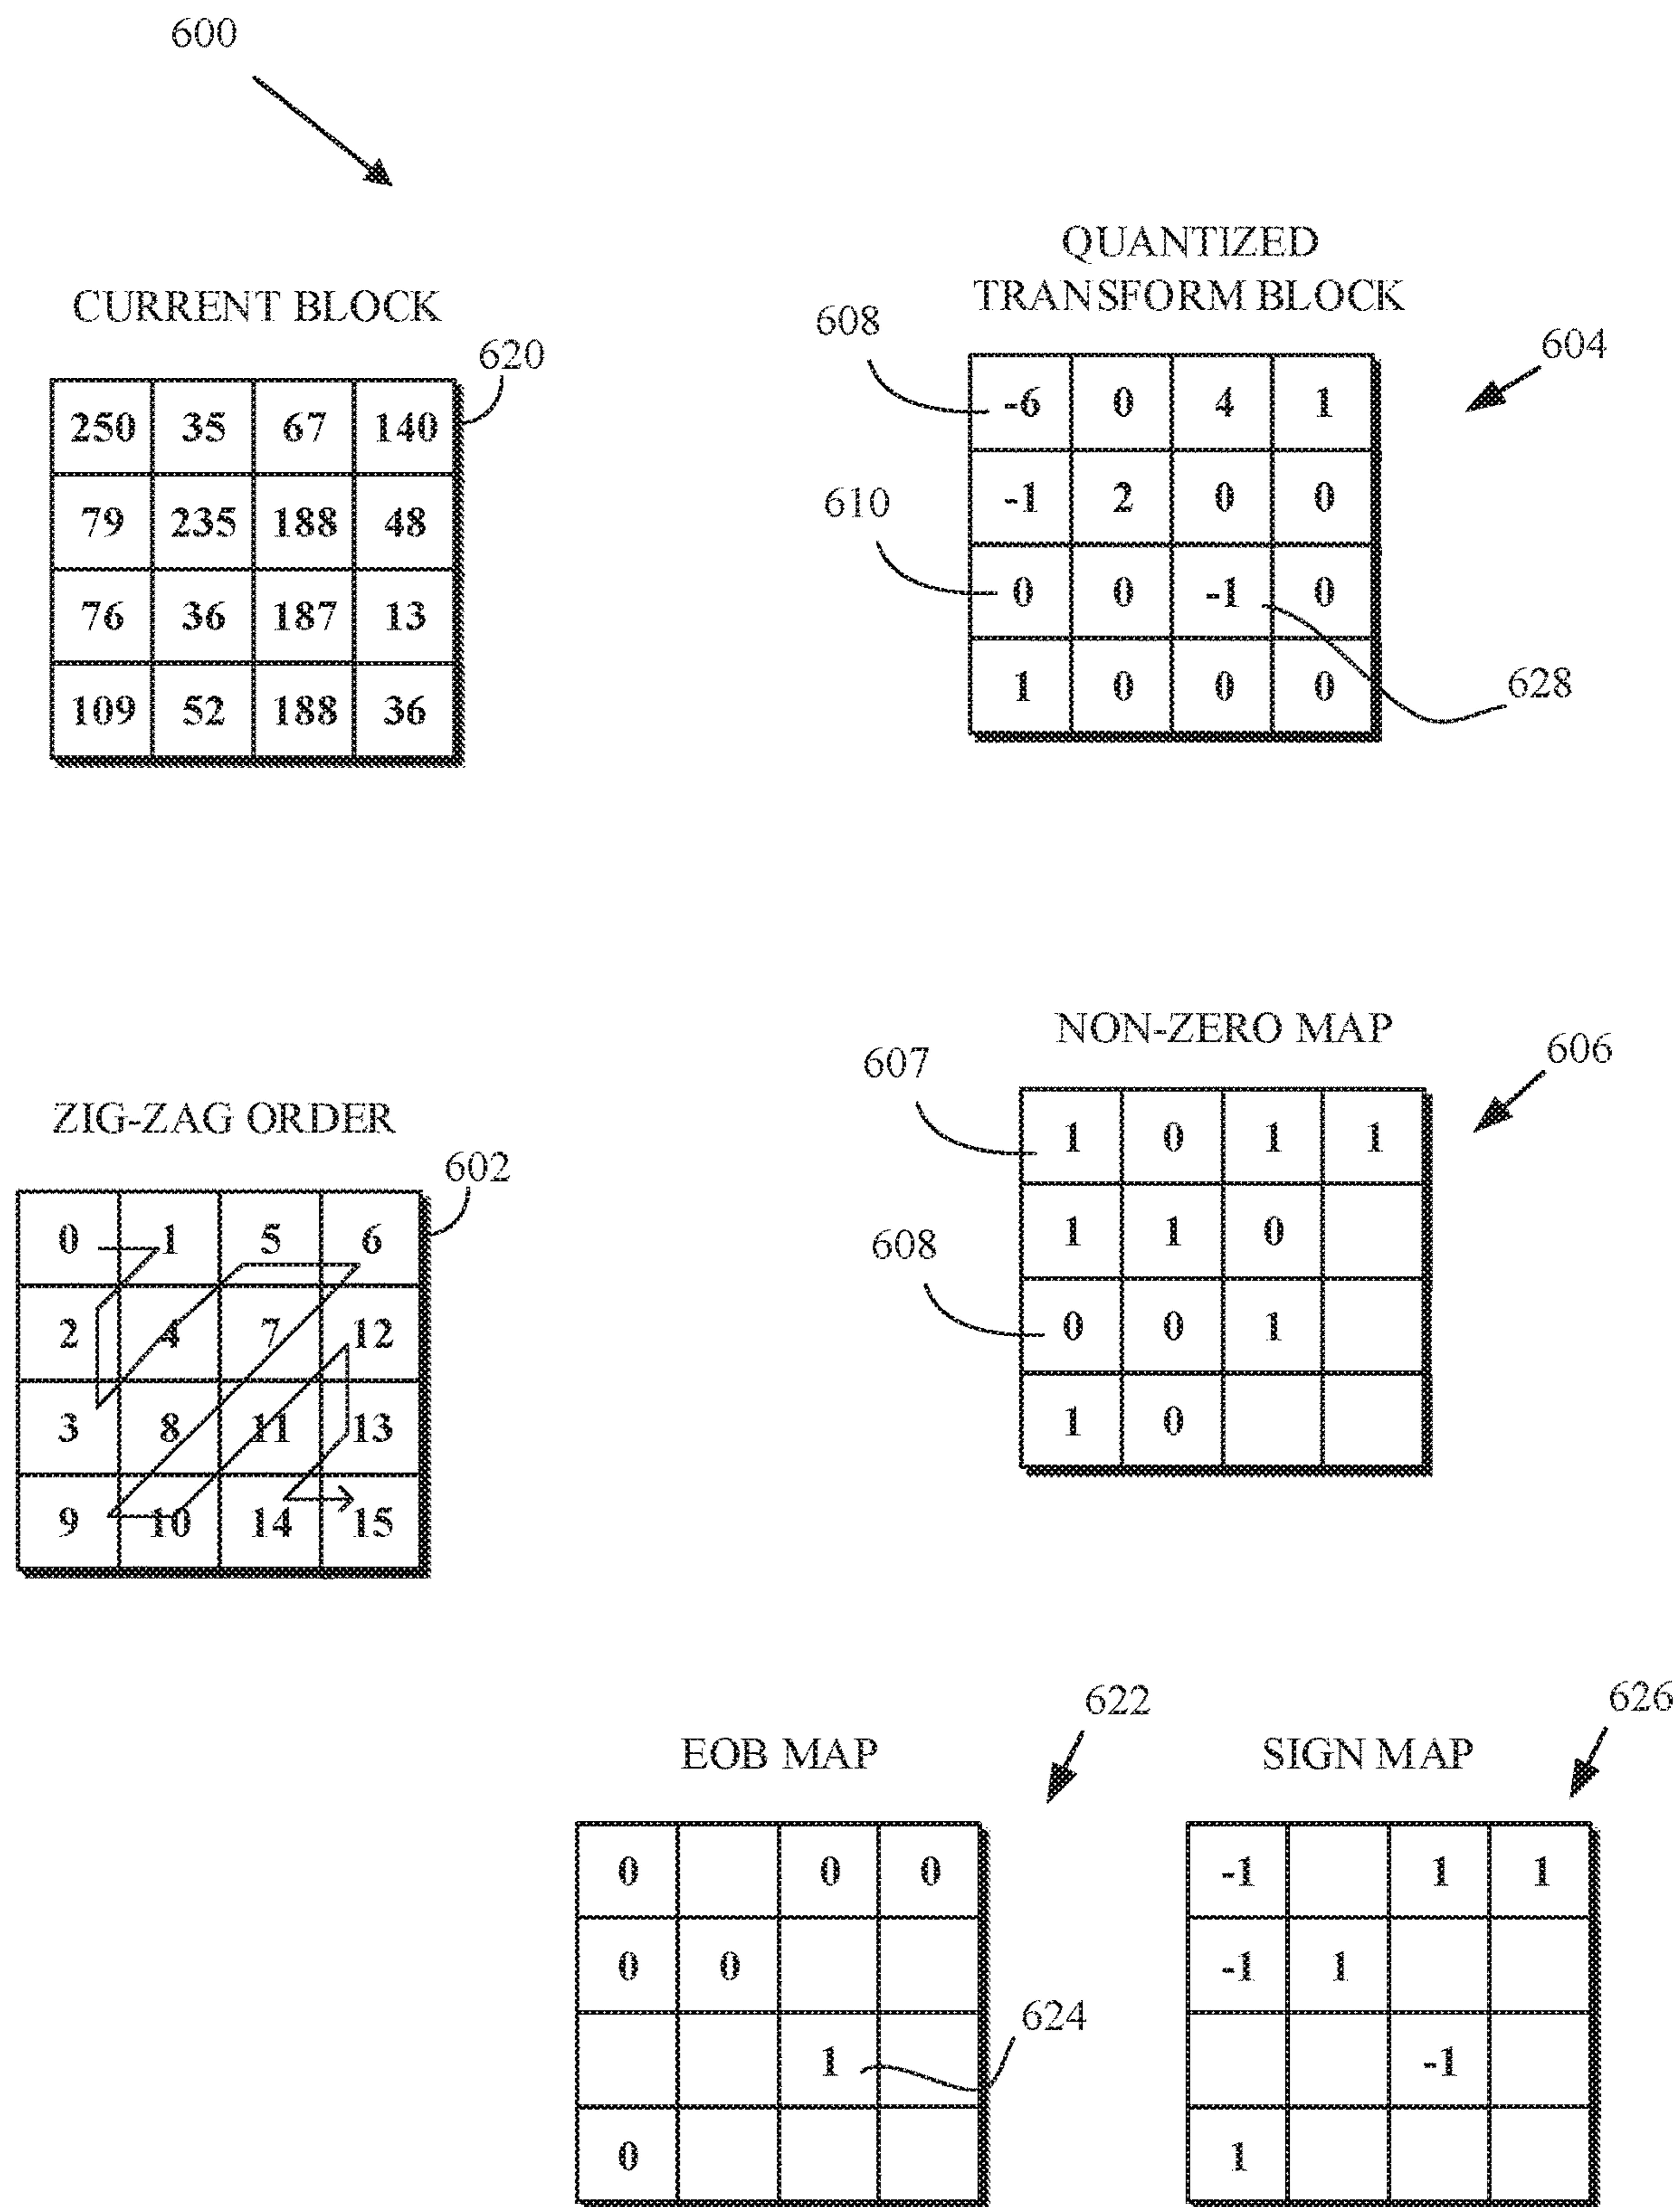 600
CURRENT BLOCK
620
250 35 67 140
79 235 188 48
76 36 187 13
109 52 188 36
QUANTIZED
TRANSFORM BLOCK
608
604
-6 0 4 1
610
-1 2 0 0
0 0 -1 0
628
1 0 0 0
ZIG-ZAG ORDER
602
0 1 5 6
2 4 7 12
3 8 11 13
9 10 14 15
NON-ZERO MAP
607
606
1 0 1 1
608
1 1 0
0 0 1
1 0
EOB MAP
622
0 0 0
0 0
624
1
0
SIGN MAP
626
-1 1 1
-1 1
-1
1